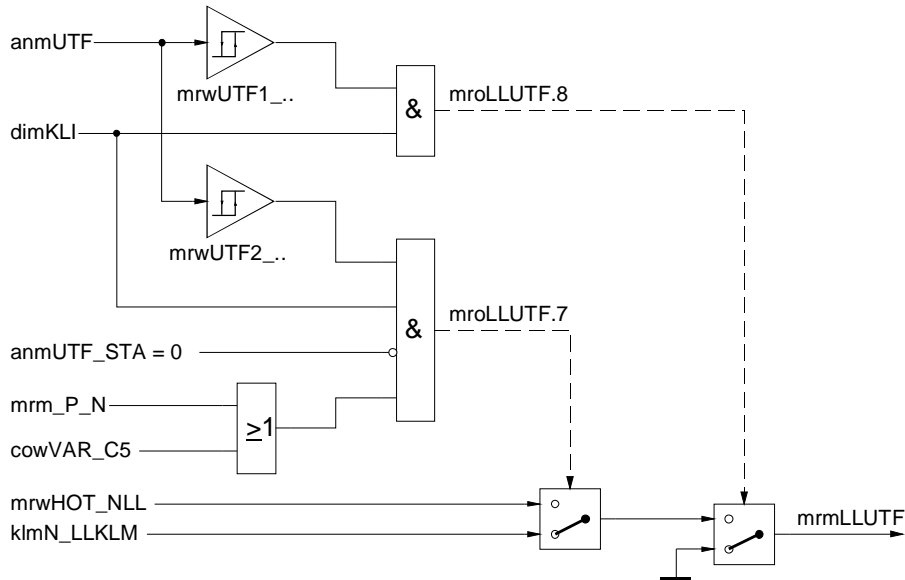 anmUTF
mrwUTF1_..
&
mroLLUTF.8
dimKLI
mrwUTF2_..
&
mroLLUTF.7
anmUTF_STA = 0
mrm_P_N
≥1
cowVAR_C5
mrwHOT_NLL
klmN_LLKLM
mrmLLUTF